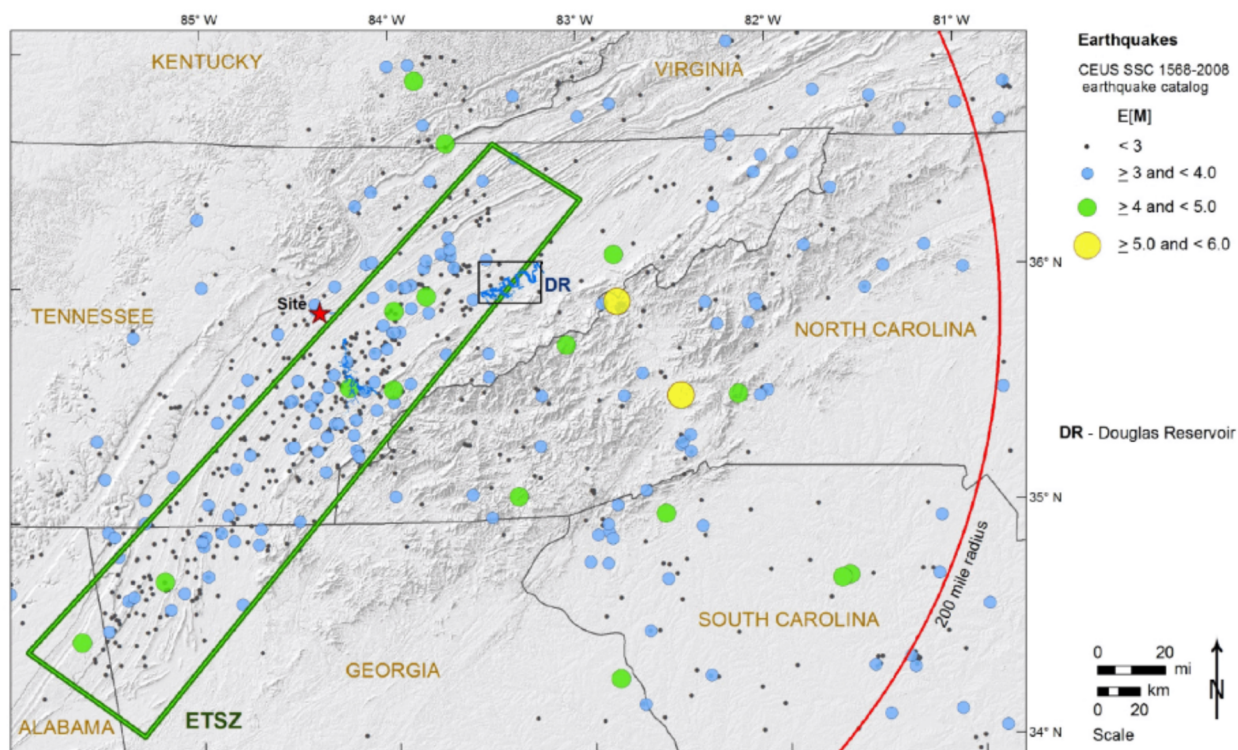 85° W 84° W 83° W 82° W 81° W
KENTUCKY
VIRGINIA
36° N
DR
Site
TENNESSEE
NORTH CAROLINA
35° N
200 mile radius
SOUTH CAROLINA
GEORGIA
ETSZ
ALABAMA
34° N
Earthquakes
CEUS SSC 1568-2008
earthquake catalog
E[M]
< 3
≥ 3 and < 4.0
≥ 4 and < 5.0
≥ 5.0 and < 6.0
DR - Douglas Reservoir
0 20
mi
km
0 20
Scale
N